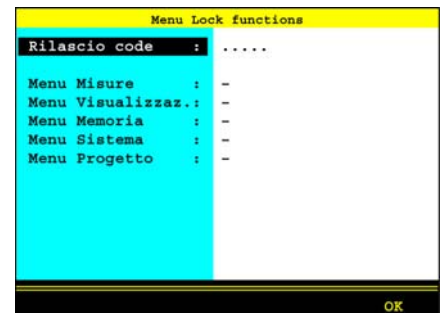 Menu Lock functions
Rilascio code : .....
Menu Misure : -
Menu Visualizzaz.: -
Menu Memoria : -
Menu Sistema : -
Menu Progetto : -
OK